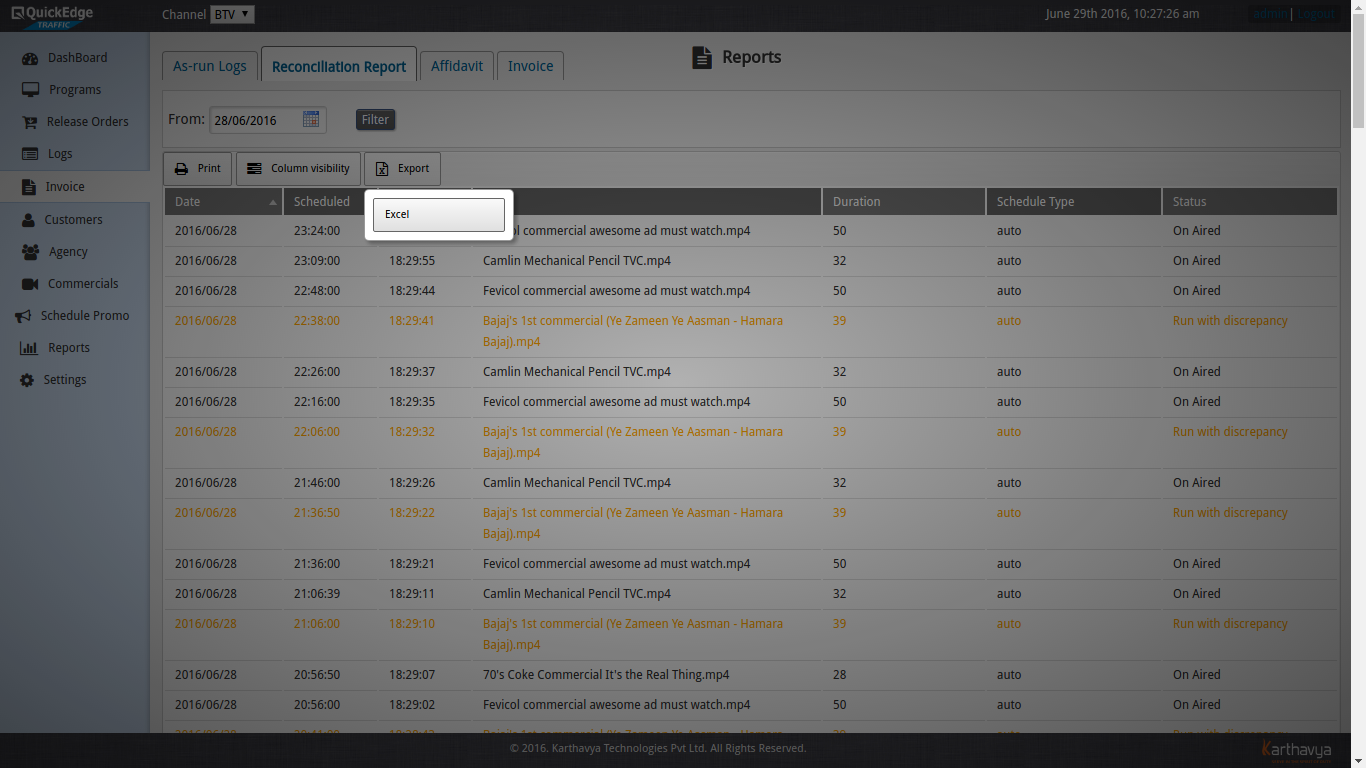 QuickEdge
TRAFFIC
Channel BTV
June 29th 2016, 10:27:26 am
admin | Logout
DashBoard
Programs
Release Orders
Logs
Invoice
Customers
Agency
Commercials
Schedule Promo
Reports
Settings
As-run Logs Reconciliation Report Affidavit Invoice
Reports
From: 28/06/2016 Filter
Print Column visibility Export
Excel
Date Scheduled Duration Schedule Type Status
2016/06/28 23:24:00 commercial awesome ad must watch.mp4 50 auto On Aired
2016/06/28 23:09:00 18:29:55 Camlin Mechanical Pencil TVC.mp4 32 auto On Aired
2016/06/28 22:48:00 18:29:44 Fevicol commercial awesome ad must watch.mp4 50 auto On Aired
2016/06/28 22:38:00 18:29:41 Bajaj's 1st commercial (Ye Zameen Ye Aasman - Hamara 39 auto Run with discrepancy
Bajaj).mp4
2016/06/28 22:26:00 18:29:37 Camlin Mechanical Pencil TVC.mp4 32 auto On Aired
2016/06/28 22:16:00 18:29:35 Fevicol commercial awesome ad must watch.mp4 50 auto On Aired
2016/06/28 22:06:00 18:29:32 Bajaj's 1st commercial (Ye Zameen Ye Aasman - Hamara 39 auto Run with discrepancy
Bajaj).mp4
2016/06/28 21:46:00 18:29:26 Camlin Mechanical Pencil TVC.mp4 32 auto On Aired
2016/06/28 21:36:50 18:29:22 Bajaj's 1st commercial (Ye Zameen Ye Aasman - Hamara 39 auto Run with discrepancy
Bajaj).mp4
2016/06/28 21:36:00 18:29:21 Fevicol commercial awesome ad must watch.mp4 50 auto On Aired
2016/06/28 21:06:39 18:29:11 Camlin Mechanical Pencil TVC.mp4 32 auto On Aired
2016/06/28 21:06:00 18:29:10 Bajaj's 1st commercial (Ye Zameen Ye Aasman - Hamara 39 auto Run with discrepancy
Bajaj).mp4
2016/06/28 20:56:50 18:29:07 70's Coke Commercial It's the Real Thing.mp4 28 auto On Aired
2016/06/28 20:56:00 18:29:02 Fevicol commercial awesome ad must watch.mp4 50 auto On Aired
© 2016. Karthavya Technologies Pvt Ltd. All Rights Reserved.
Karthavya